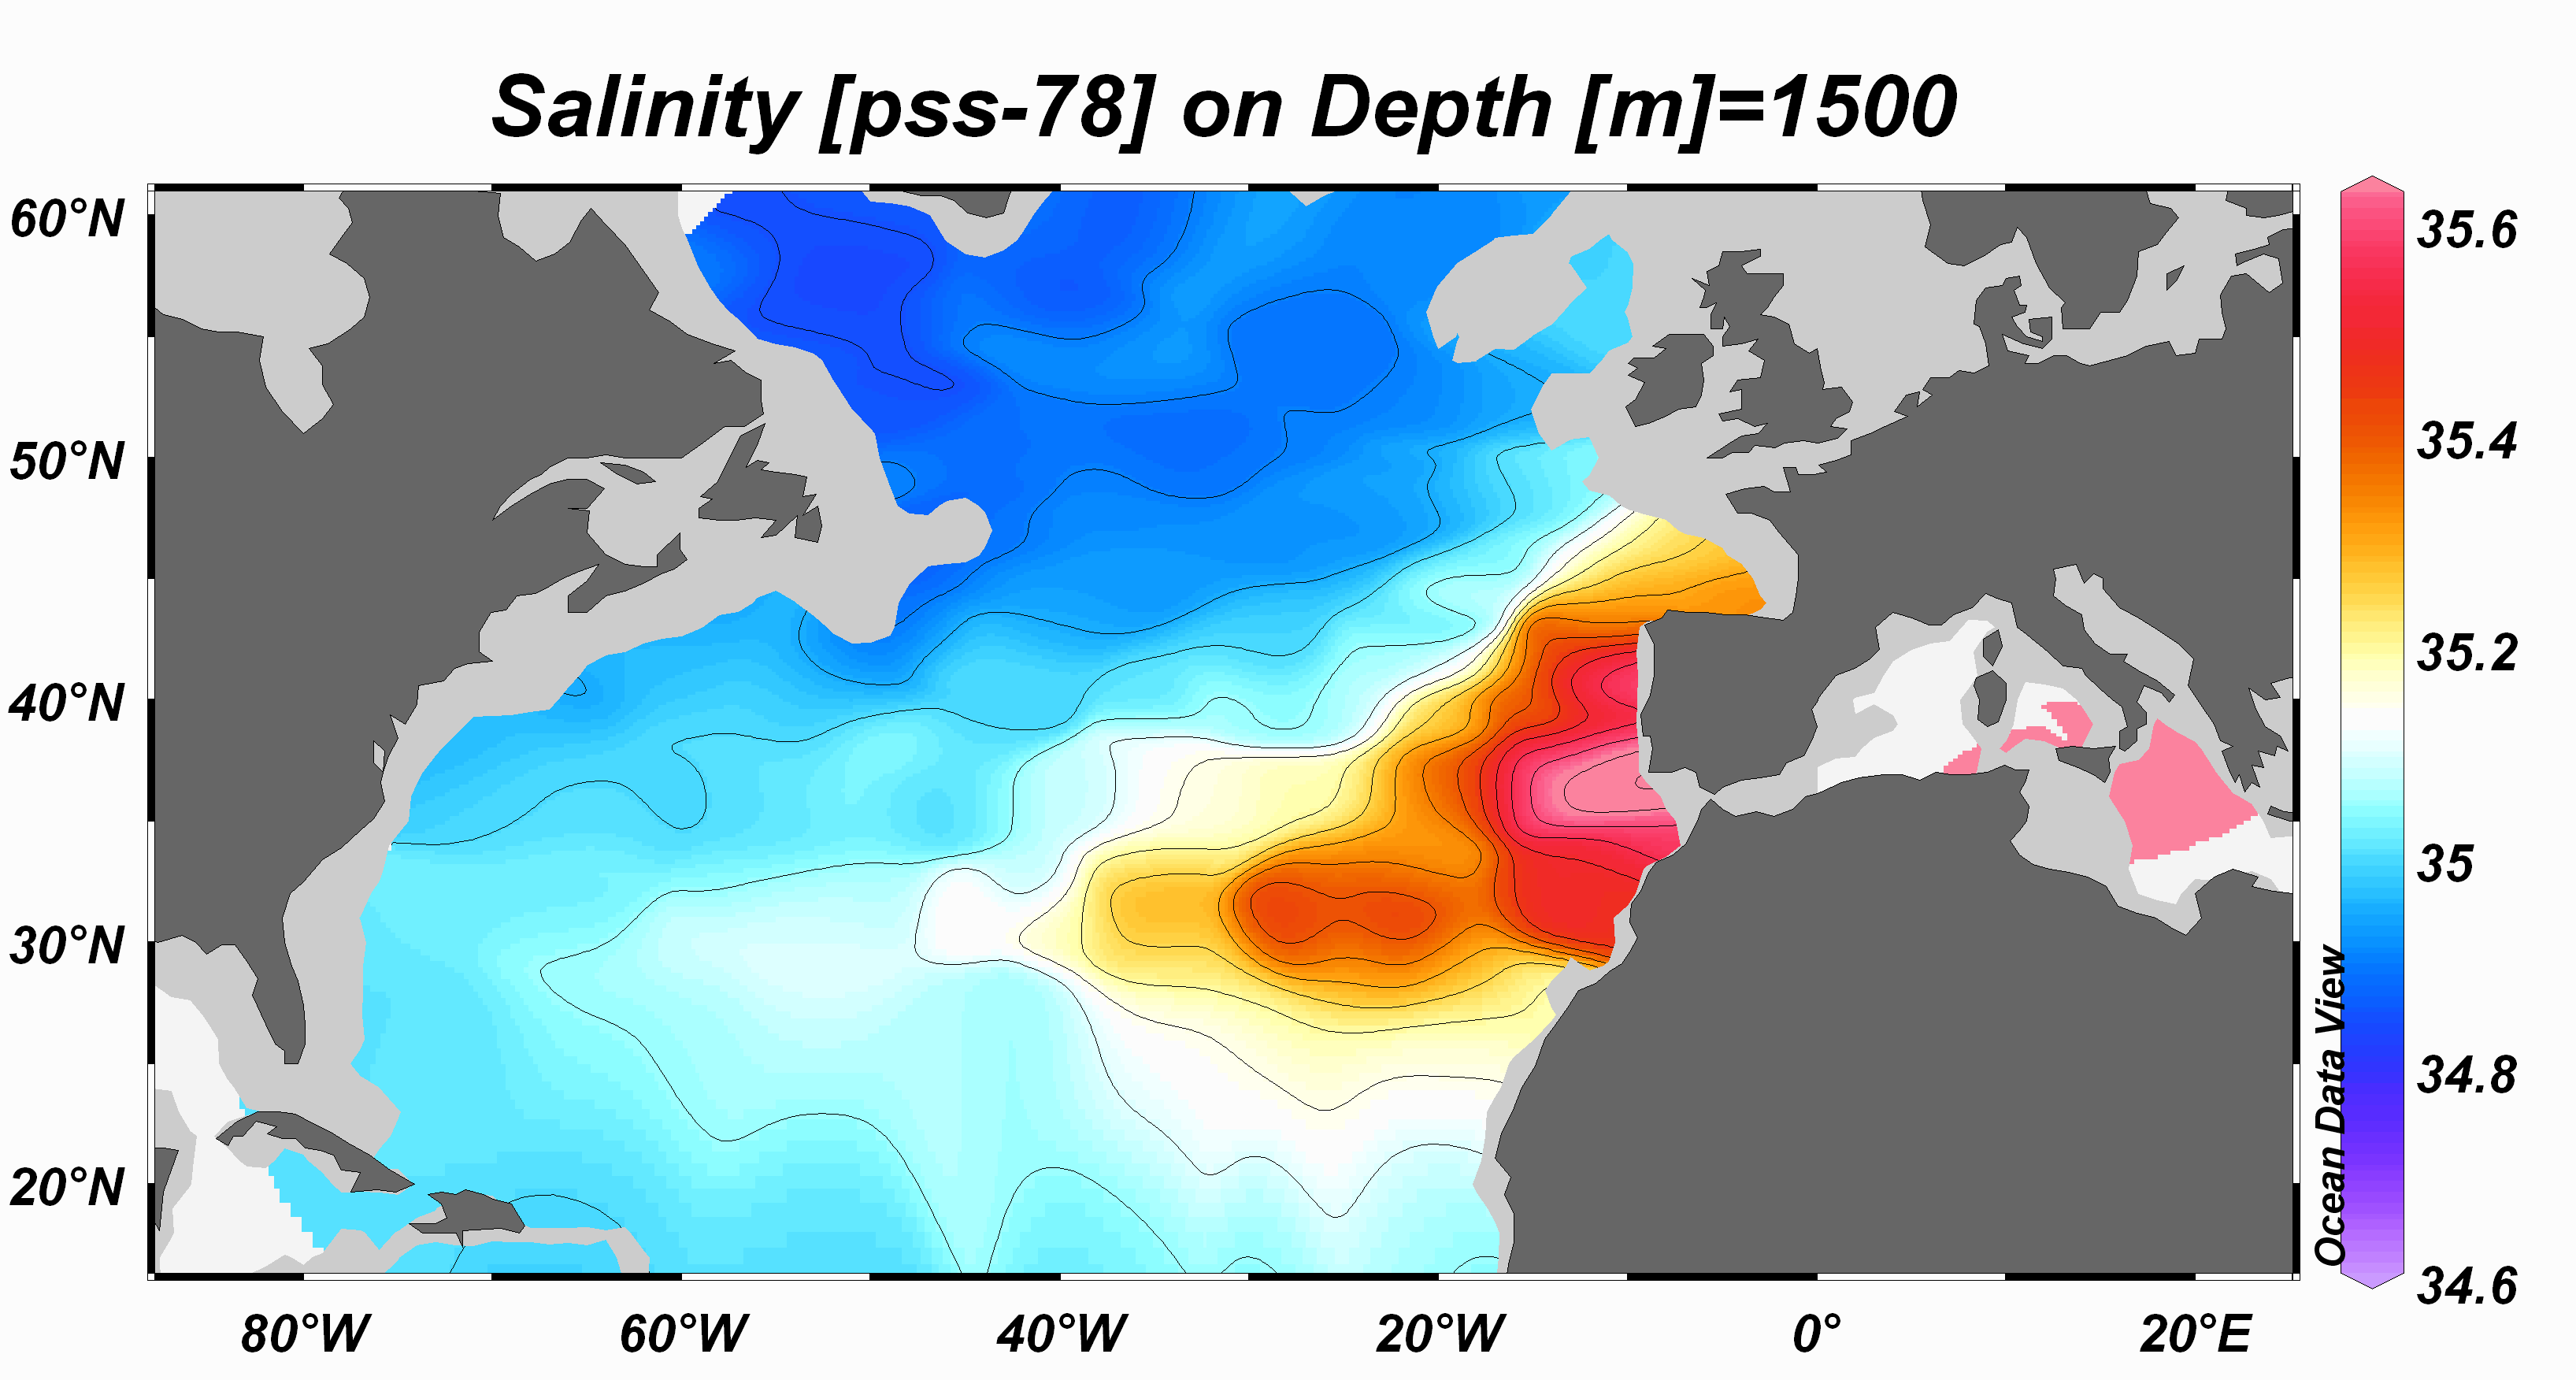 Salinity [pss-78] on Depth [m]=1500
60°N
50°N
40°N
30°N
20°N
80°W
60°W
40°W
20°W
0°
20°E
35.6
35.4
35.2
35
34.8
34.6
Ocean Data View